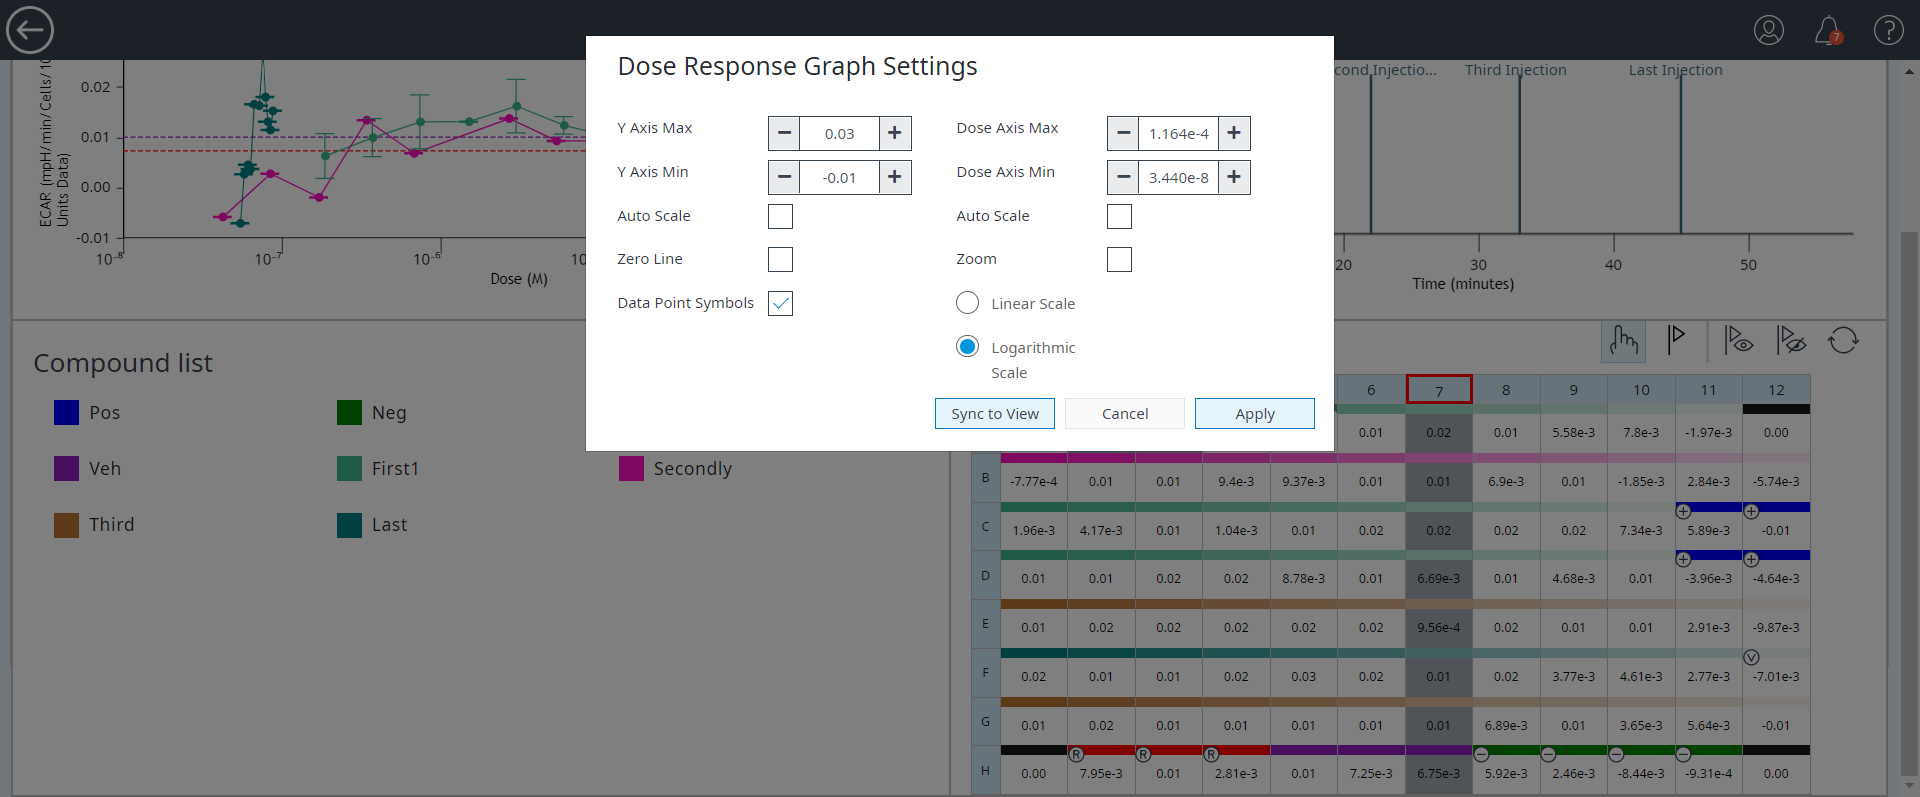 7
?
Dose Response Graph Settings
Y Axis Max
0.03
Dose Axis Max
1.164e-4
Y Axis Min
-0.01
Dose Axis Min
3.440e-8
Auto Scale
Auto Scale
Zero Line
Zoom
Data Point Symbols
Linear Scale
Logarithmic
Scale
Sync to View
Cancel
Apply
ECAR (mpH/min/Cells/10
Units Data)
0.02
0.01
0.00
-0.01
10⁻⁸
10⁻⁷
10⁻⁶
10
Dose (M)
cond Injectio...
Third Injection
Last Injection
20
30
40
50
Time (minutes)
Compound list
Pos
Neg
Veh
First1
Secondly
Third
Last
6 7 8 9 10 11 12
0.01 0.02 0.01 5.58e-3 7.8e-3 -1.97e-3 0.00
B -7.77e-4 0.01 0.01 9.4e-3 9.37e-3 0.01 0.01 6.9e-3 0.01 -1.85e-3 2.84e-3 -5.74e-3
+ +
C 1.96e-3 4.17e-3 0.01 1.04e-3 0.01 0.02 0.02 0.02 0.02 7.34e-3 5.89e-3 -0.01
+ +
D 0.01 0.01 0.02 0.02 8.78e-3 0.01 6.69e-3 0.01 4.68e-3 0.01 -3.96e-3 -4.64e-3
E 0.01 0.02 0.02 0.02 0.02 0.02 9.56e-4 0.02 0.01 0.01 2.91e-3 -9.87e-3
V
F 0.02 0.01 0.01 0.02 0.03 0.02 0.01 0.02 3.77e-3 4.61e-3 2.77e-3 -7.01e-3
G 0.01 0.02 0.01 0.01 0.01 0.01 0.01 6.89e-3 0.01 3.65e-3 5.64e-3 -0.01
R R R − − − −
H 0.00 7.95e-3 0.01 2.81e-3 0.01 7.25e-3 6.75e-3 5.92e-3 2.46e-3 -8.44e-3 -9.31e-4 0.00